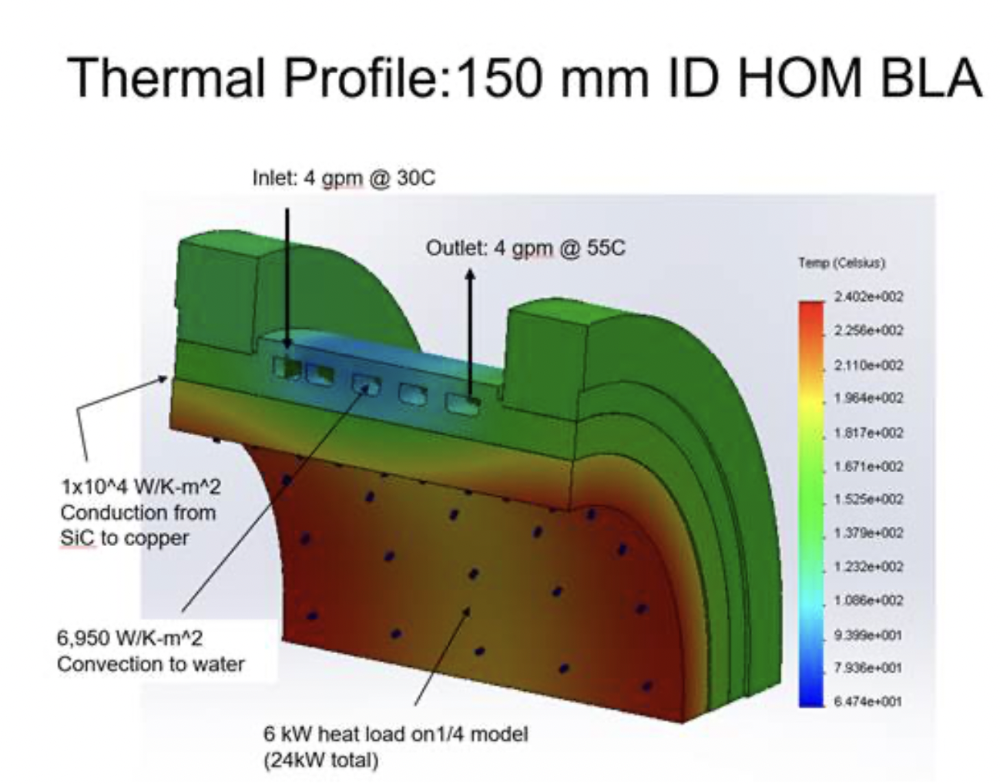 Thermal Profile:150 mm ID HOM BLA
Inlet: 4 gpm @ 30C
Outlet: 4 gpm @ 55C
Temp (Celsius)
2.402e+002
2.256e+002
2.110e+002
1.964e+002
1.817e+002
1.671e+002
1.525e+002
1.379e+002
1.232e+002
1.086e+002
9.399e+001
7.936e+001
6.474e+001
1x10^4 W/K-m^2
Conduction from
SiC to copper
6,950 W/K-m^2
Convection to water
6 kW heat load on1/4 model
(24kW total)